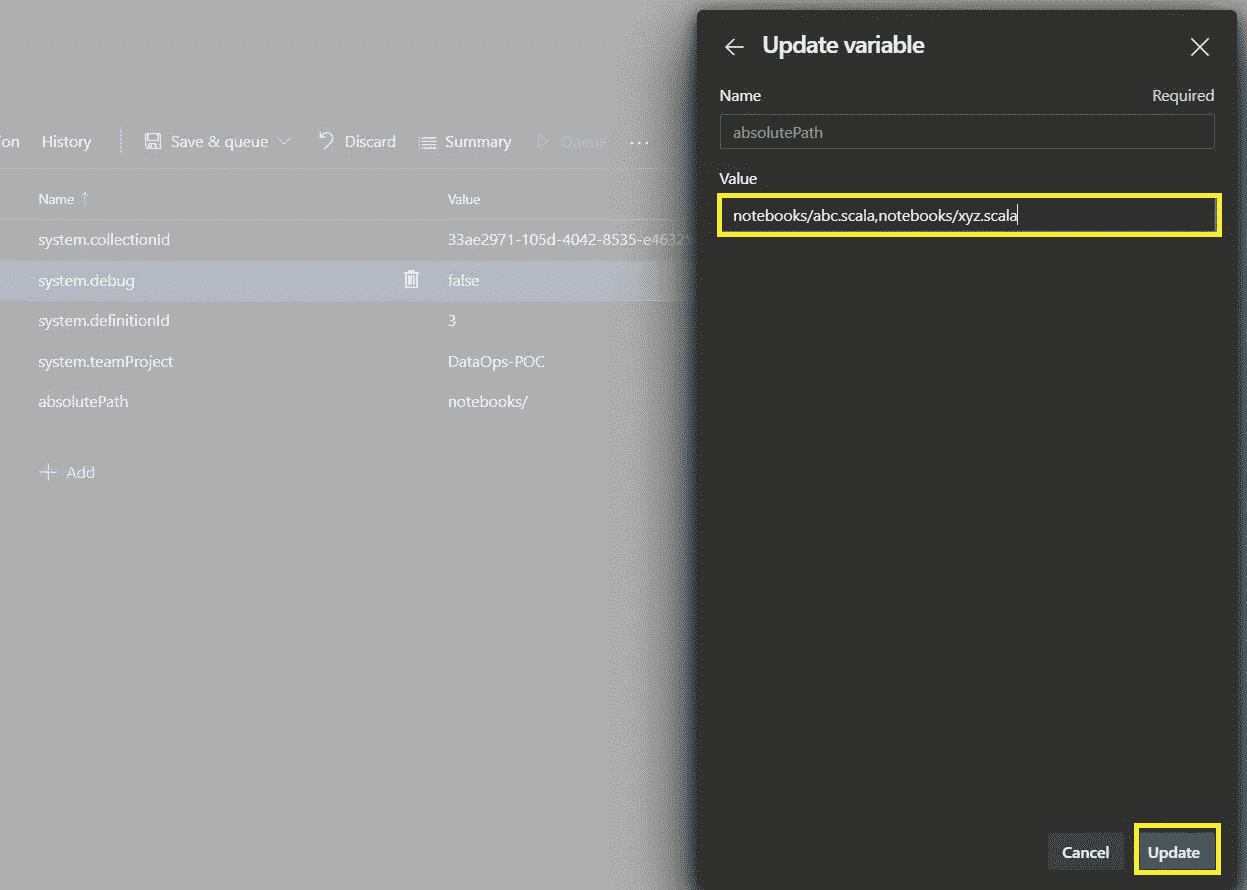 Update variable
Name Required
absolutePath
Value
notebooks/abc.scala,notebooks/xyz.scala
Cancel Update
on History Save & queue Discard Summary Queue ...
Name ↑ Value
system.collectionId 33ae2971-105d-4042-8535-e4632
system.debug false
system.definitionId 3
system.teamProject DataOps-POC
absolutePath notebooks/
+ Add